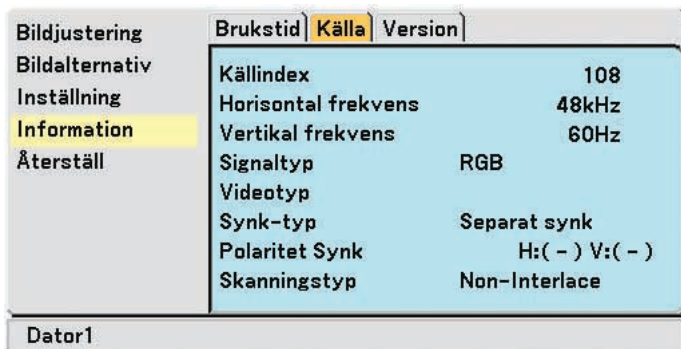 Bildjustering
Bildalternativ
Inställning
Information
Återställ
Brukstid Källa Version
Källindex 108
Horisontal frekvens 48kHz
Vertikal frekvens 60Hz
Signaltyp RGB
Videotyp
Synk-typ Separat synk
Polaritet Synk H:( - ) V:( - )
Skanningstyp Non-Interlace
Dator1